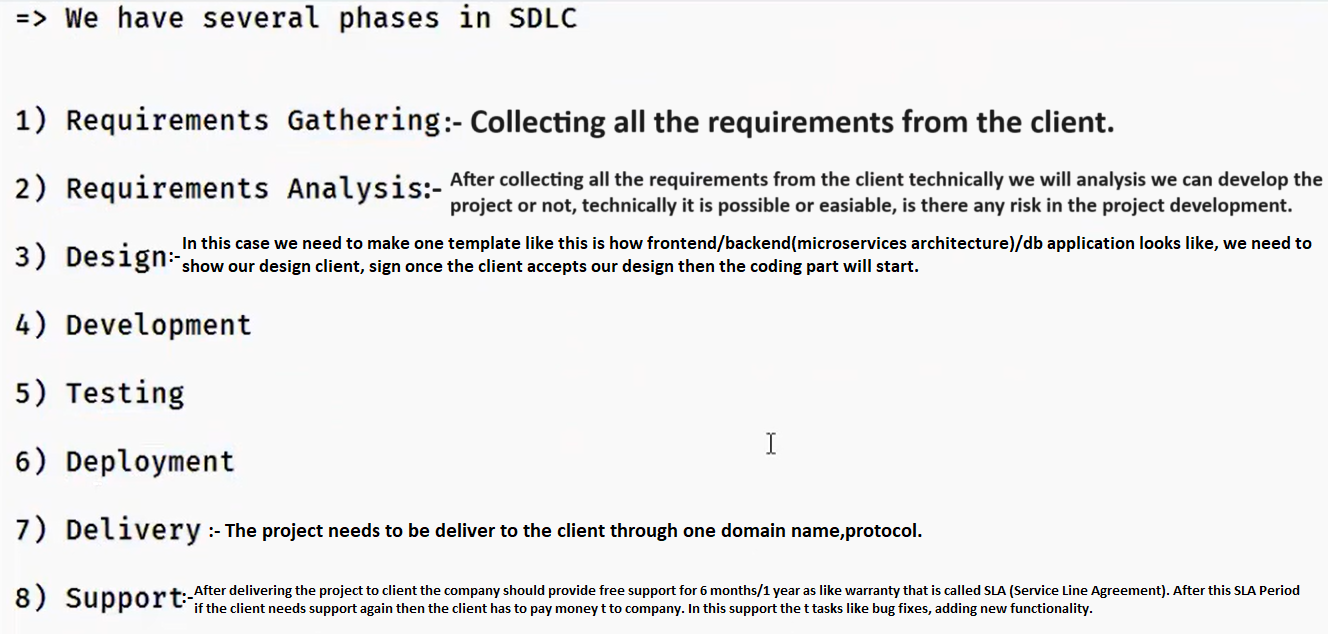 => We have several phases in SDLC
1) Requirements Gathering:- Collecting all the requirements from the client.
2) Requirements Analysis:- After collecting all the requirements from the client technically we will analysis we can develop the
project or not, technically it is possible or easiable, is there any risk in the project development.
3) Design:- In this case we need to make one template like this is how frontend/backend(microservices architecture)/db application looks like, we need to
show our design client, sign once the client accepts our design then the coding part will start.
4) Development
5) Testing
6) Deployment
7) Delivery :- The project needs to be deliver to the client through one domain name,protocol.
8) Support:- After delivering the project to client the company should provide free support for 6 months/1 year as like warranty that is called SLA (Service Line Agreement). After this SLA Period
if the client needs support again then the client has to pay money t to company. In this support the t tasks like bug fixes, adding new functionality.